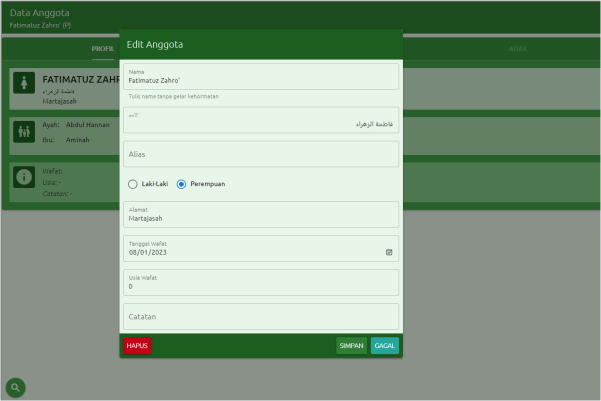 Data Anggota
Fatimatuz Zahro' (P)
PROFIL
ANAK
FATIMATUZ ZAHR
فاطمة الزهراء
Martajasah
Ayah: Abdul Hannan
Ibu: Aminah
Wafat:
Usia: -
Catatan: -
Edit Anggota
Nama
Fatimatuz Zahro'
Tulis nama tanpa gelar kehormatan
فاطمة الزهراء
Alias
Laki-Laki
Perempuan
Alamat
Martajasah
Tanggal Wafat
08/01/2023
Usia Wafat
0
Catatan
HAPUS
SIMPAN
GAGAL